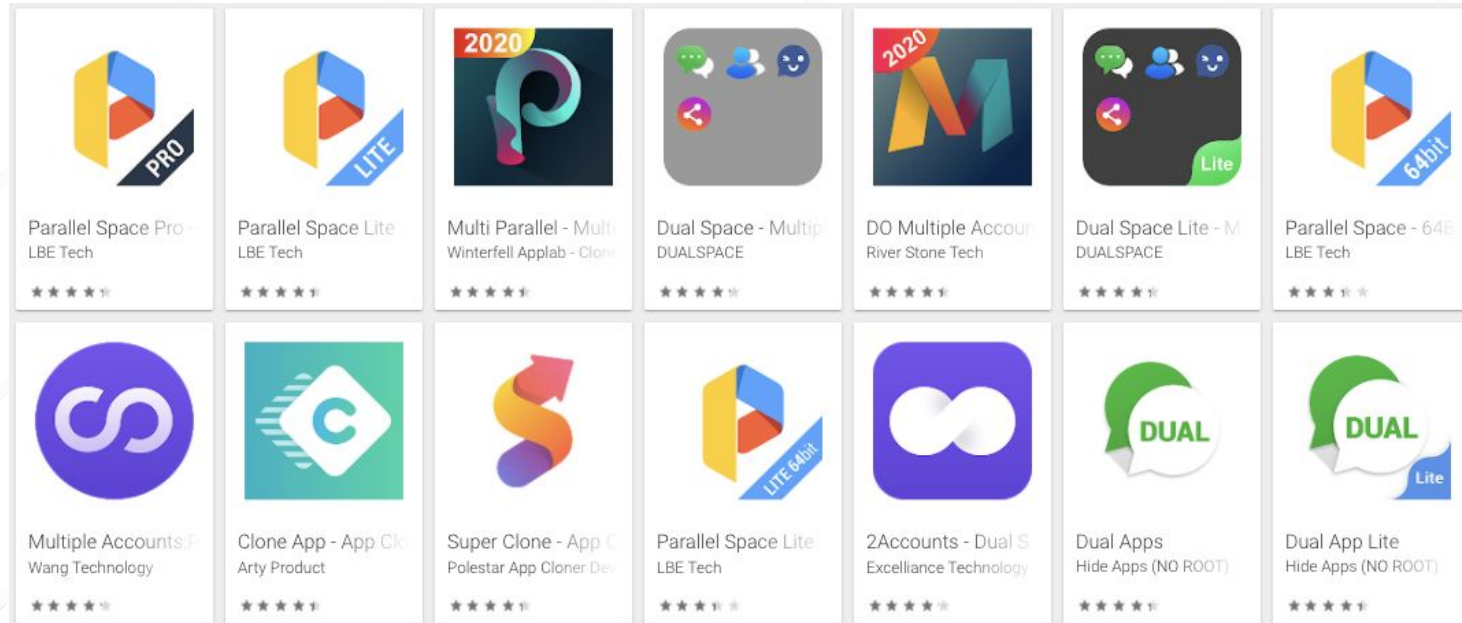 PRO
LITE
2020
2020
Lite
64bit
Parallel Space Pro -
Parallel Space Lite
Multi Parallel - Multi
Dual Space - Multip
DO Multiple Accoun
Dual Space Lite - M
Parallel Space - 64B
LBE Tech
LBE Tech
Winterfell Applab - Clone
DUALSPACE
River Stone Tech
DUALSPACE
LBE Tech
C
LITE 64bit
DUAL
DUAL
Lite
Multiple Accounts:P
Clone App - App Clo
Super Clone - App C
Parallel Space Lite
2Accounts - Dual S
Dual Apps
Dual App Lite
Wang Technology
Arty Product
Polestar App Cloner Dev
LBE Tech
Excelliance Technology
Hide Apps (NO ROOT)
Hide Apps (NO ROOT)